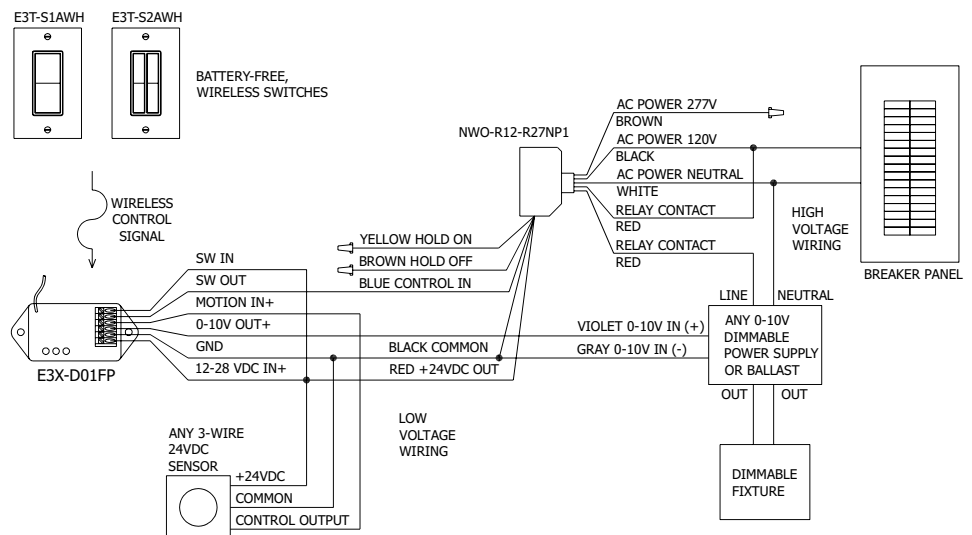 E3T-S1AWH
E3T-S2AWH
BATTERY-FREE,
WIRELESS SWITCHES
WIRELESS
CONTROL
SIGNAL
NWO-R12-R27NP1
AC POWER 277V
BROWN
AC POWER 120V
BLACK
AC POWER NEUTRAL
WHITE
RELAY CONTACT
RED
RELAY CONTACT
RED
HIGH
VOLTAGE
WIRING
BREAKER PANEL
YELLOW HOLD ON
BROWN HOLD OFF
BLUE CONTROL IN
SW IN
SW OUT
MOTION IN+
0-10V OUT+
GND
12-28 VDC IN+
E3X-D01FP
BLACK COMMON
RED +24VDC OUT
VIOLET 0-10V IN (+)
GRAY 0-10V IN (-)
LINE
NEUTRAL
ANY 0-10V
DIMMABLE
POWER SUPPLY
OR BALLAST
OUT
OUT
LOW
VOLTAGE
WIRING
ANY 3-WIRE
24VDC
SENSOR
+24VDC
COMMON
CONTROL OUTPUT
DIMMABLE
FIXTURE